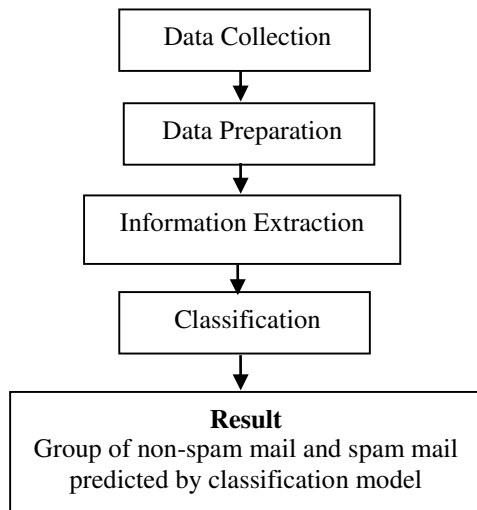 Data Collection
Data Preparation
Information Extraction
Classification
Result
Group of non-spam mail and spam mail
predicted by classification model